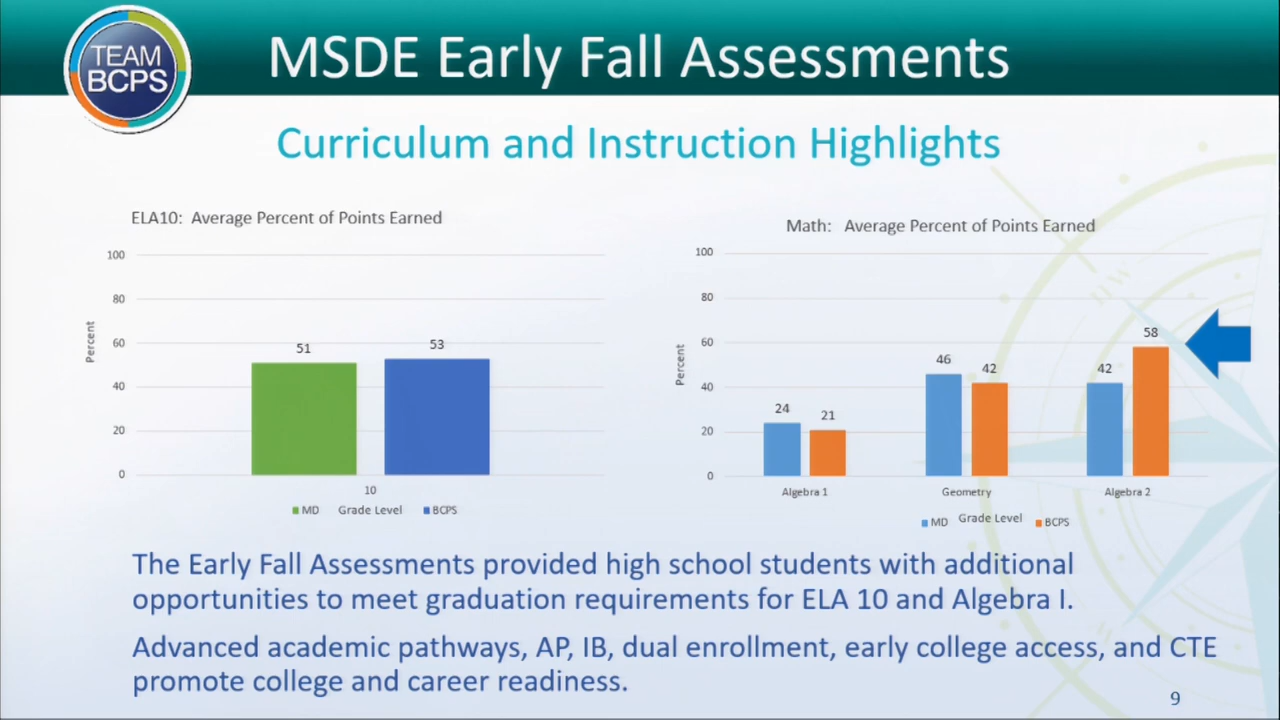 TEAM
BCPS
MSDE Early Fall Assessments
Curriculum and Instruction Highlights
ELA10: Average Percent of Points Earned
100
80
60
40
20
0
Percent
51
53
10
MD Grade Level BCPS
Math: Average Percent of Points Earned
100
80
60
40
20
0
Percent
24
21
46
42
42
58
Algebra 1 Geometry Algebra 2
MD Grade Level BCPS
The Early Fall Assessments provided high school students with additional
opportunities to meet graduation requirements for ELA 10 and Algebra I.
Advanced academic pathways, AP, IB, dual enrollment, early college access, and CTE
promote college and career readiness.
9